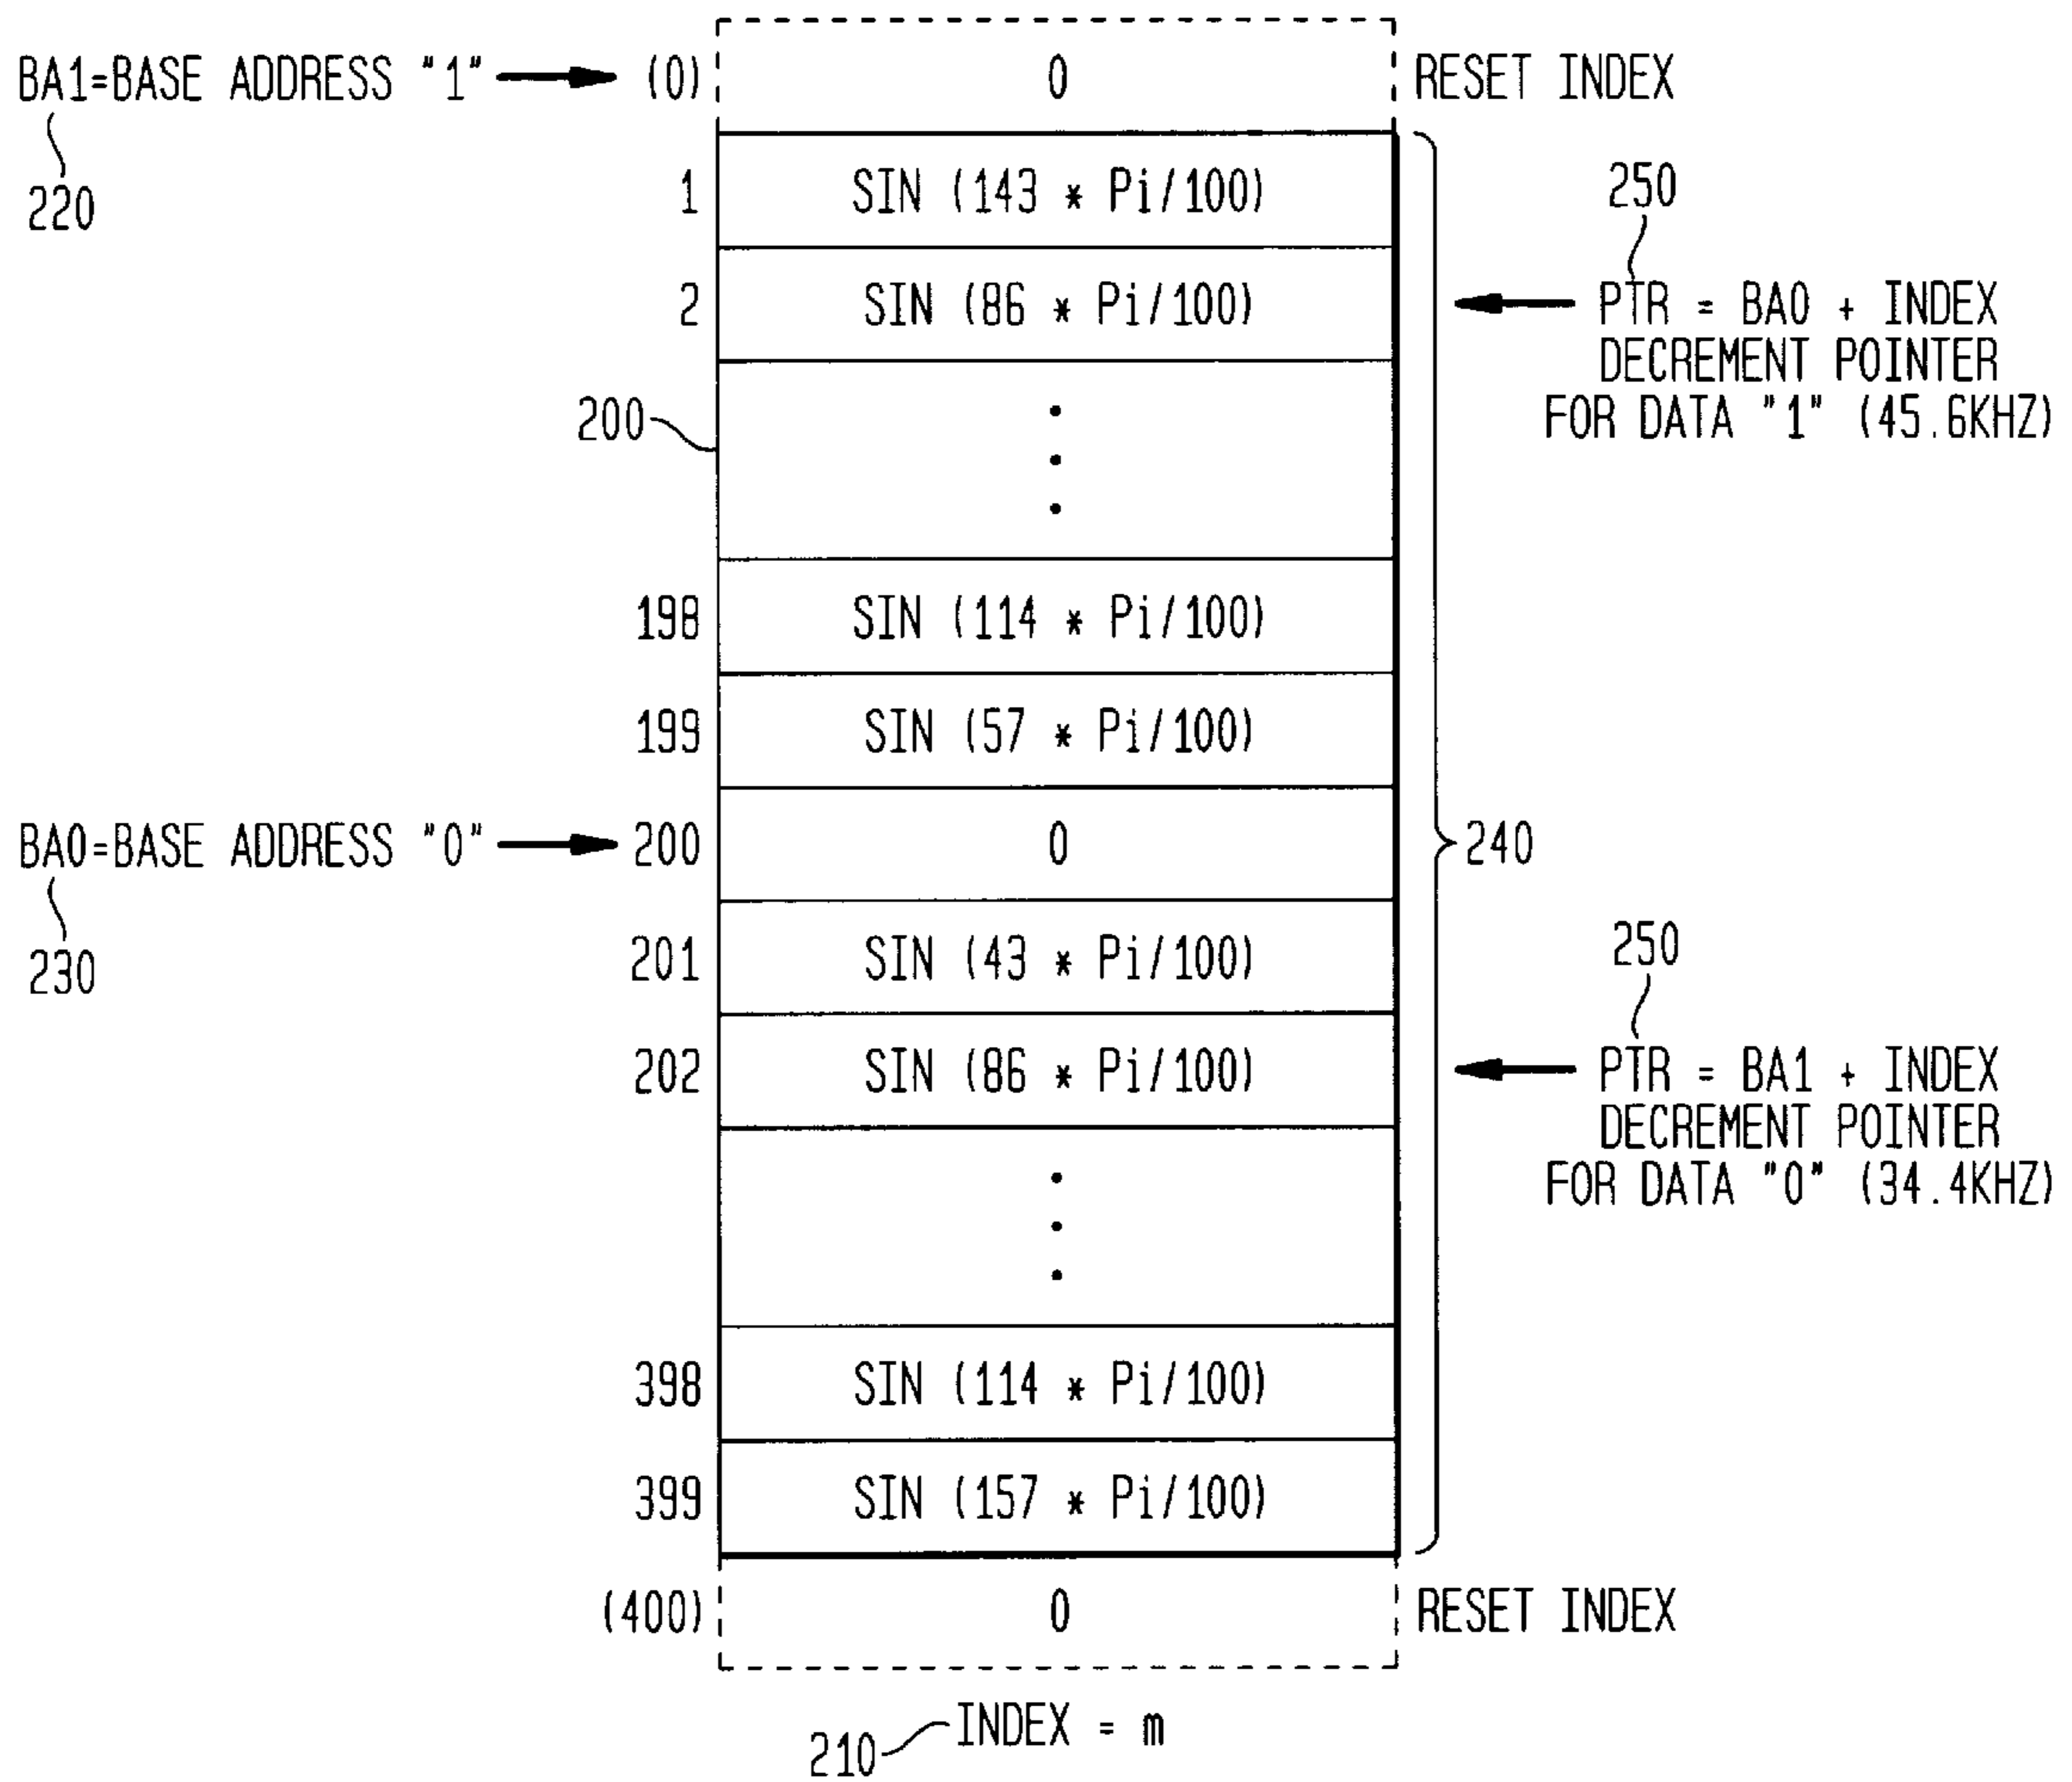 BA1=BASE ADDRESS "1" (0) 0 RESET INDEX
220
1 SIN (143 * Pi/100)
250
2 SIN (86 * Pi/100) PTR = BA0 + INDEX
DECREMENT POINTER
FOR DATA "1" (45.6KHZ)
200
198 SIN (114 * Pi/100)
199 SIN (57 * Pi/100)
BA0=BASE ADDRESS "0" 200 0 240
230
201 SIN (43 * Pi/100)
250
202 SIN (86 * Pi/100) PTR = BA1 + INDEX
DECREMENT POINTER
FOR DATA "0" (34.4KHZ)
398 SIN (114 * Pi/100)
399 SIN (157 * Pi/100)
(400) 0 RESET INDEX
210 INDEX = m